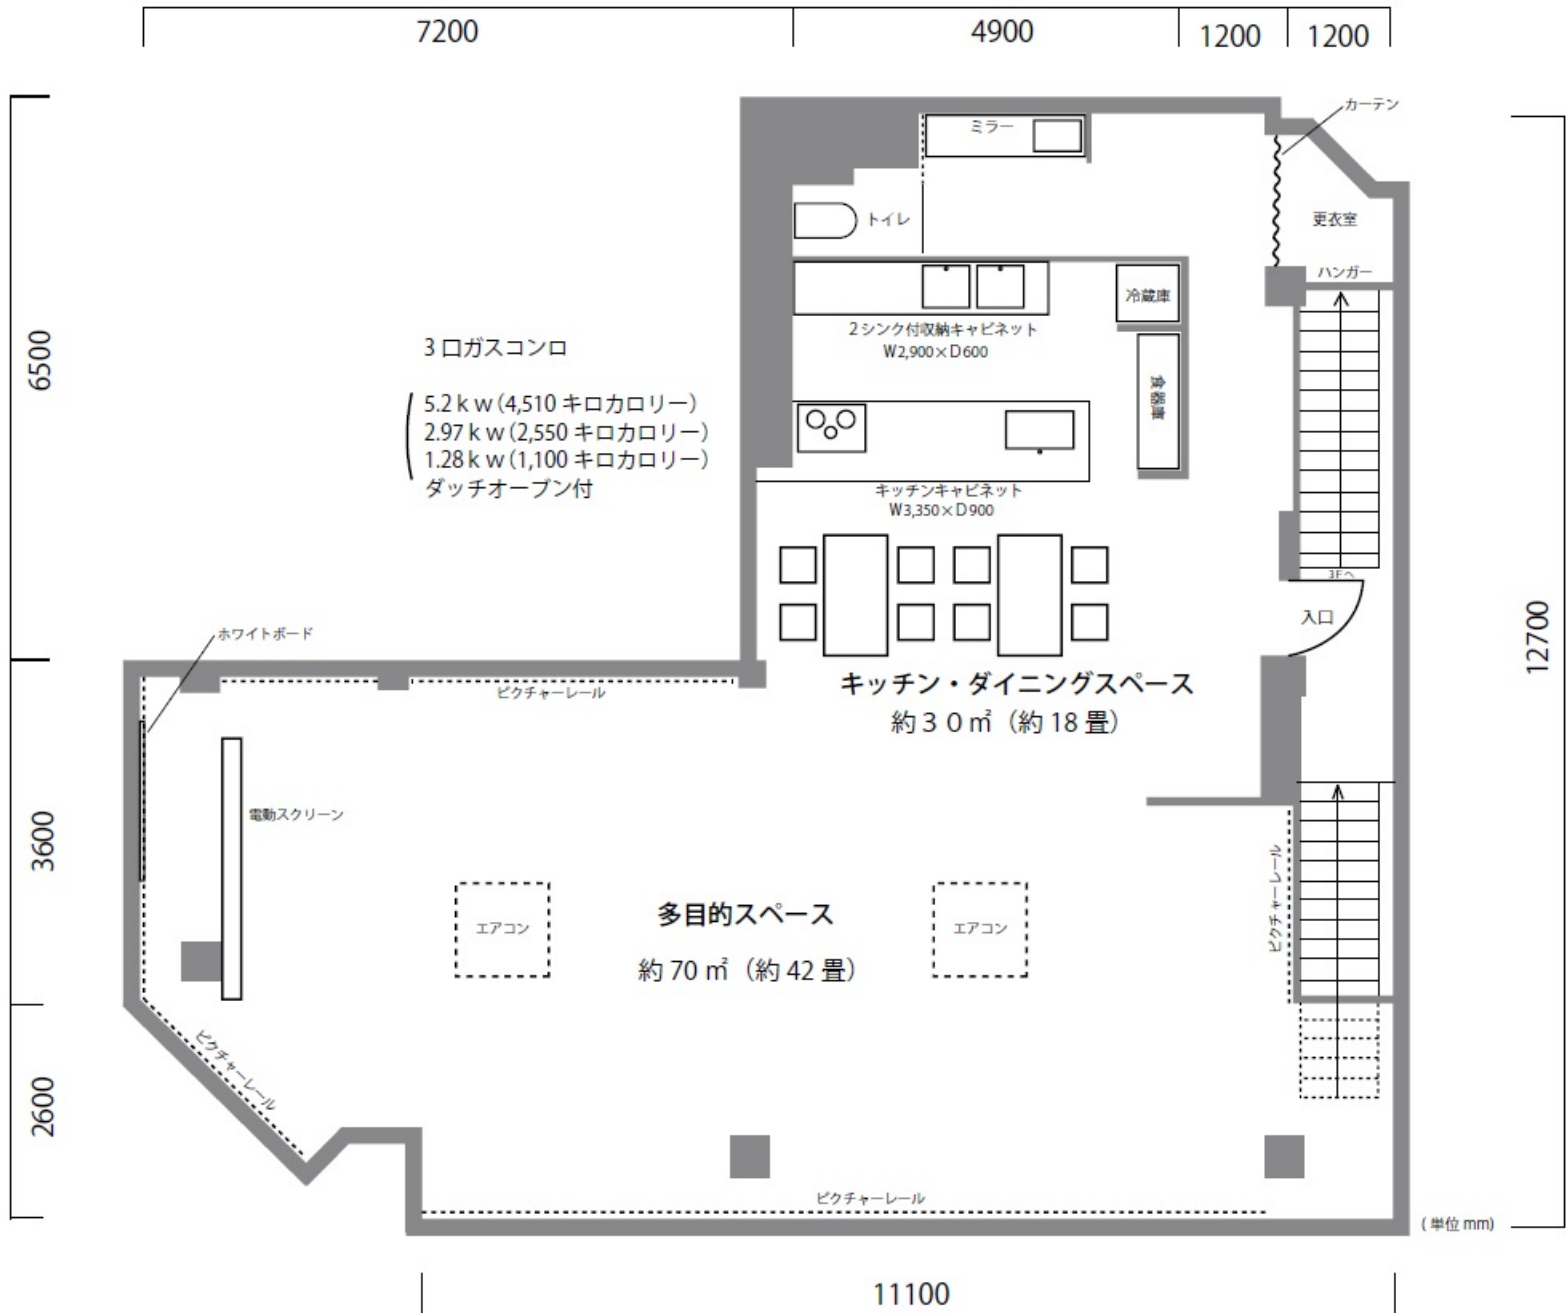 7200
4900
1200
1200
カーテン
ミラー
トイレ
更衣室
ハンガー
冷蔵庫
2シンク付収納キャビネット
W2,900×D600
6500
3口ガスコンロ
5.2kw(4,510キロカロリー)
2.97kw(2,550キロカロリー)
1.28kw(1,100キロカロリー)
ダッチオーブン付
食器庫
キッチンキャビネット
W3,350×D900
3Fへ
入口
12700
ホワイトボード
ピクチャーレール
キッチン・ダイニングスペース
約30㎡（約18畳）
3600
電動スクリーン
エアコン
多目的スペース
約70㎡（約42畳）
エアコン
ピクチャーレール
2600
ピクチャーレール
ピクチャーレール
(単位mm)
11100